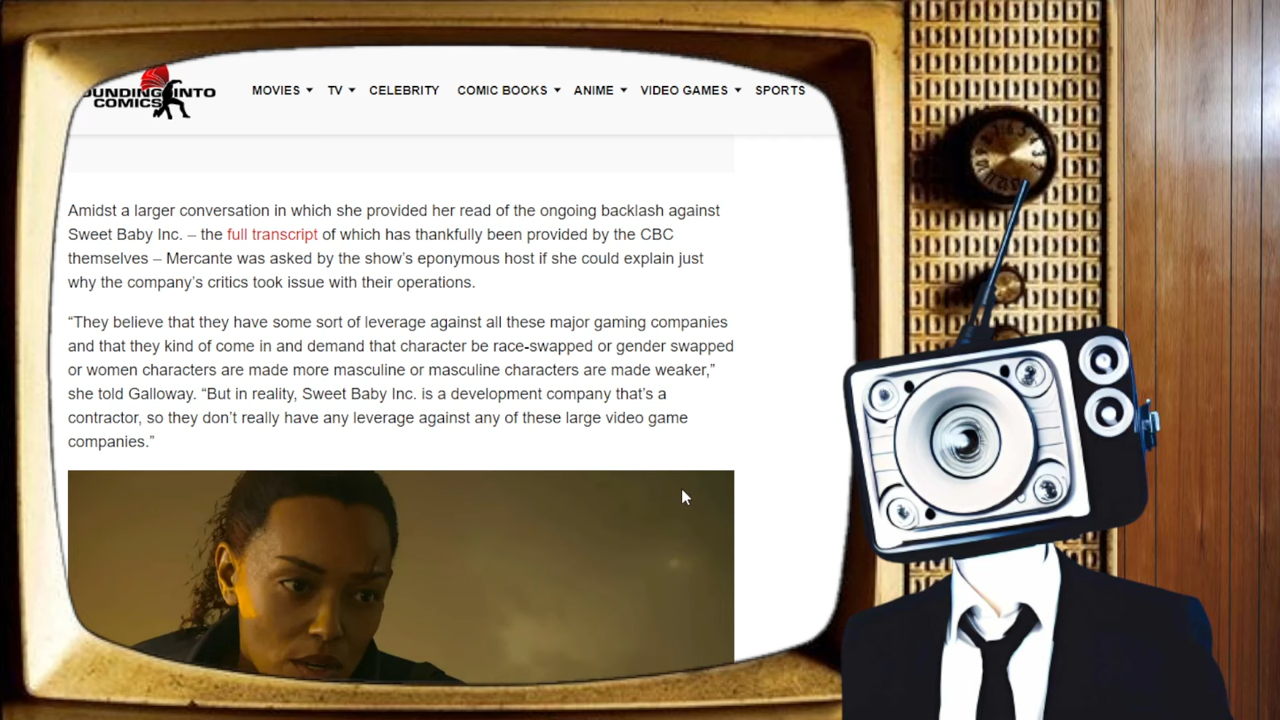 OUNDING INTO
COMICS
MOVIES TV CELEBRITY COMIC BOOKS ANIME VIDEO GAMES SPORTS
Amidst a larger conversation in which she provided her read of the ongoing backlash against
Sweet Baby Inc. – the full transcript of which has thankfully been provided by the CBC
themselves – Mercante was asked by the show’s eponymous host if she could explain just
why the company’s critics took issue with their operations.
“They believe that they have some sort of leverage against all these major gaming companies
and that they kind of come in and demand that character be race-swapped or gender swapped
or women characters are made more masculine or masculine characters are made weaker,”
she told Galloway. “But in reality, Sweet Baby Inc. is a development company that’s a
contractor, so they don’t really have any leverage against any of these large video game
companies.”